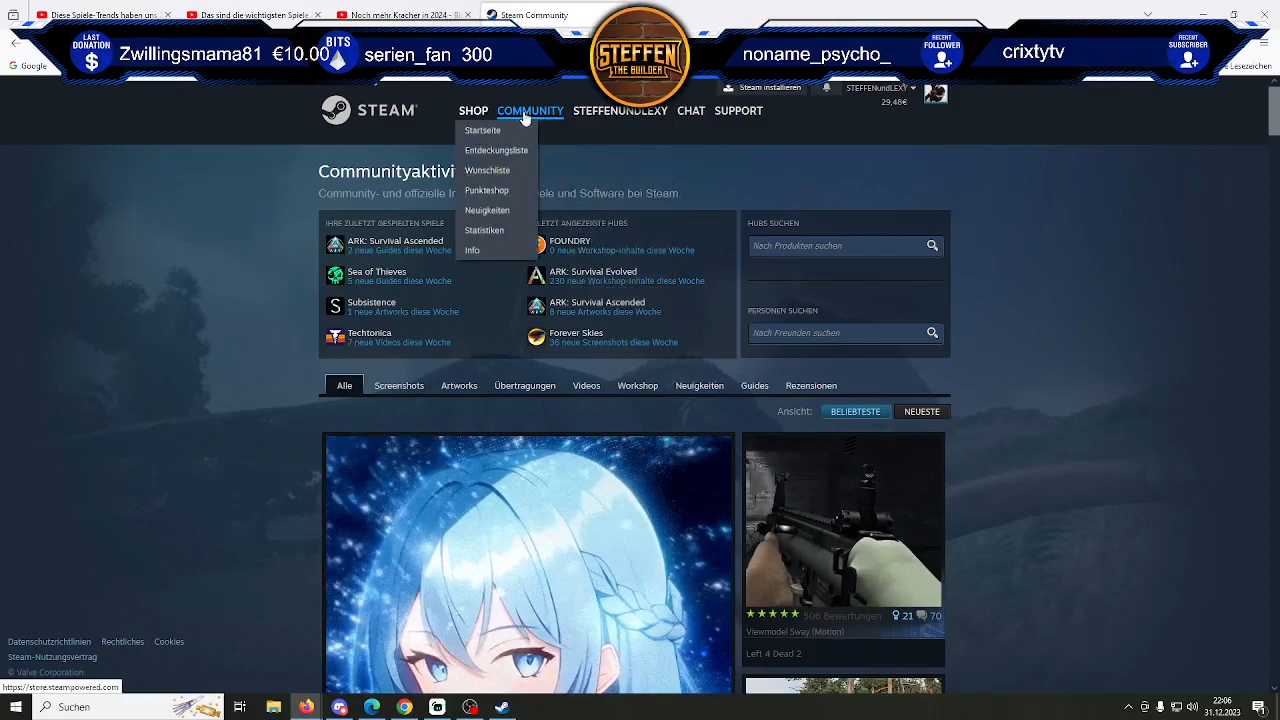 Die spannendsten Spiele
Das sind die wichtigsten Spiele
Noch mehr kracher in 2024 -
Steam Community
LAST DONATION
$
Zwillingsmama81 €10.00
BITS
serien_fan 300
STEFFEN
THE BUILDER
noname_psycho_
RECENT FOLLOWER
crixtytv
RECENT SUBSCRIBER
Google
Lesezeichen
STEAM®
SHOP
COMMUNITY
STEFFENUNDLEXY
CHAT
SUPPORT
Steam installieren
STEFFENundLEXY
29,48€
Startseite
Entdeckungsliste
Wunschliste
Punkteshop
Neuigkeiten
Statistiken
Info
Communityaktiv
Community- und offizielle In
ele und Software bei Steam.
IHRE ZULETZT GESPIELTEN SPIELE
ARK: Survival Ascended
2 neue Guides diese Woche
Sea of Thieves
5 neue Guides diese Woche
Subsistence
1 neue Artworks diese Woche
Techtonica
7 neue Videos diese Woche
LETZT ANGEZEIGTE HUBS
FOUNDRY
0 neue Workshop-Inhalte diese Woche
ARK: Survival Evolved
230 neue Workshop-Inhalte diese Woche
ARK: Survival Ascended
8 neue Artworks diese Woche
Forever Skies
36 neue Screenshots diese Woche
HUBS SUCHEN
Nach Produkten suchen
PERSONEN SUCHEN
Nach Freunden suchen
Alle
Screenshots
Artworks
Übertragungen
Videos
Workshop
Neuigkeiten
Guides
Rezensionen
Ansicht:
BELIEBTESTE
NEUESTE
506 Bewertungen
21
70
Viewmodel Sway (Motion)
Left 4 Dead 2
Datenschutzrichtlinien
Rechtliches
Cookies
Steam-Nutzungsvertrag
© Valve Corporation
http://store.steampowered.com
Suchen
22:06
31.12.2023